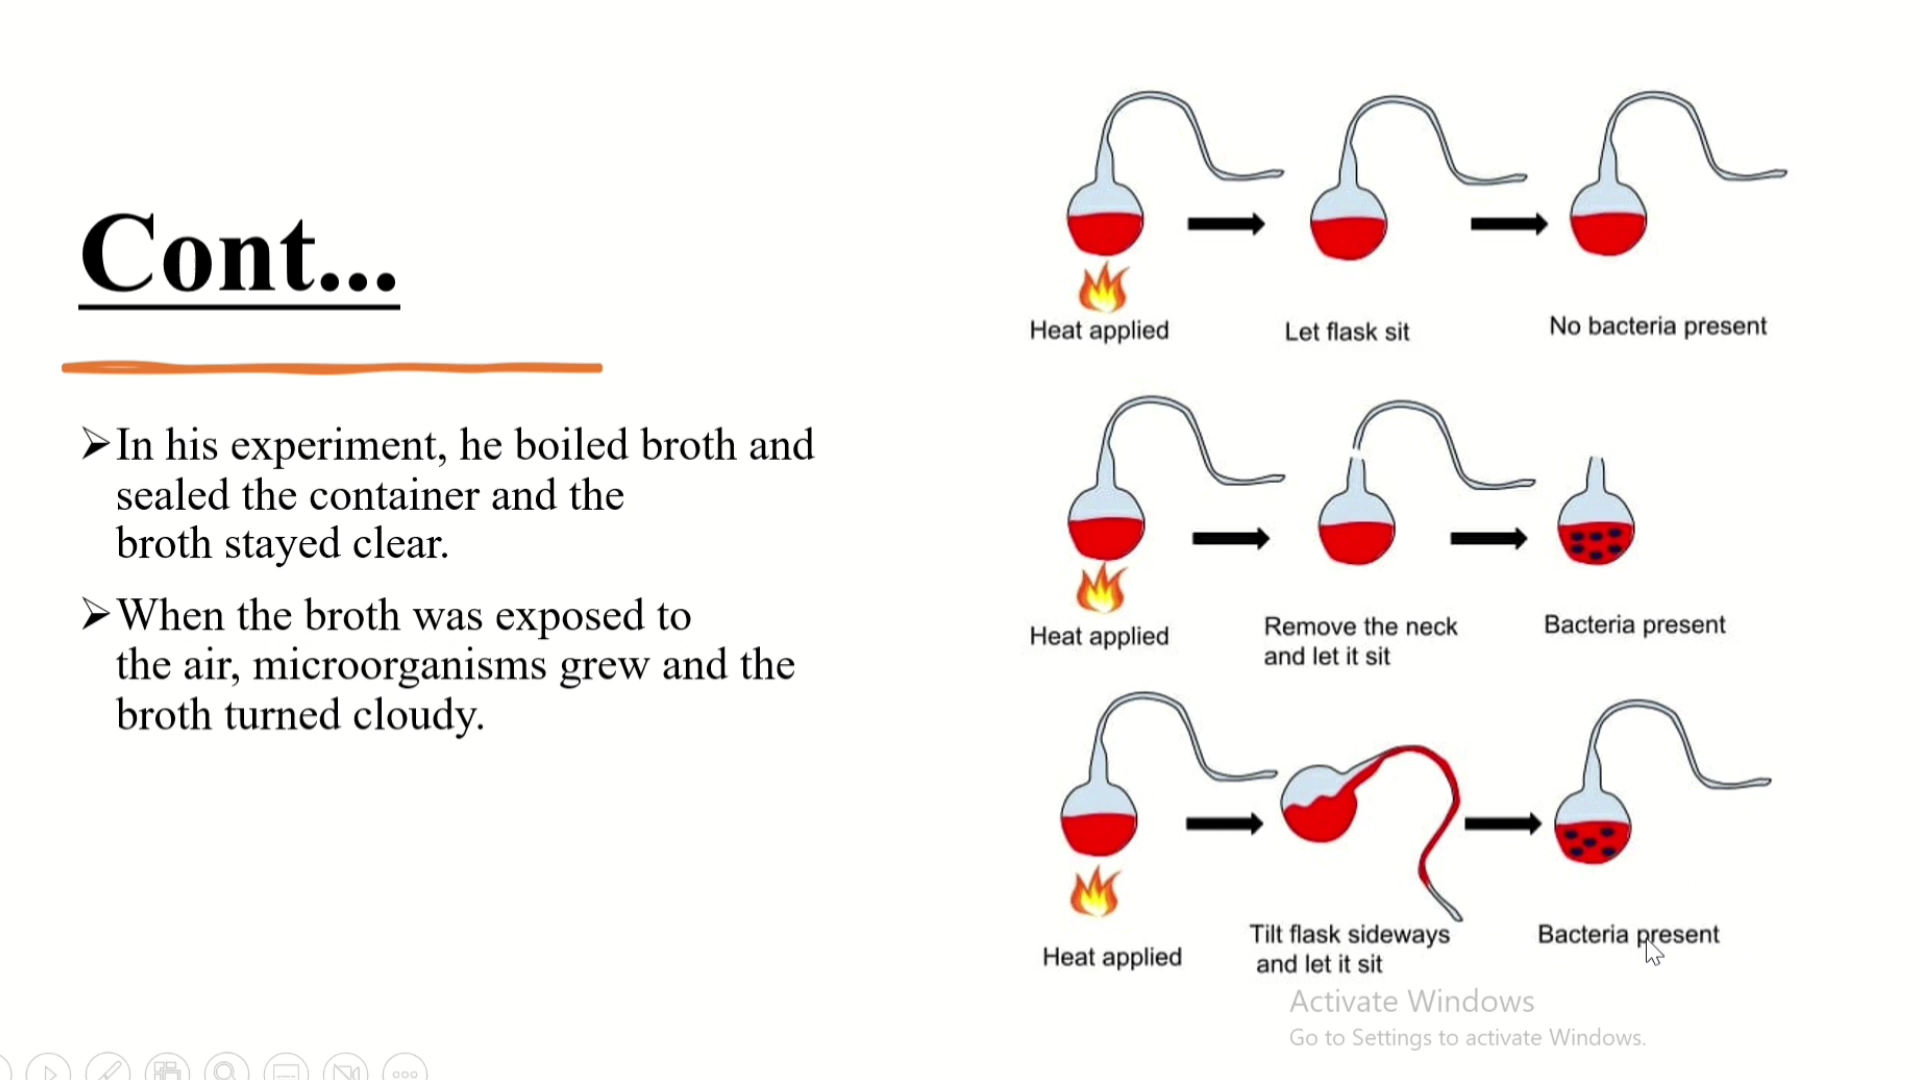 Cont...
➢In his experiment, he boiled broth and
sealed the container and the
broth stayed clear.
➢When the broth was exposed to
the air, microorganisms grew and the
broth turned cloudy.
Heat applied
Let flask sit
No bacteria present
Heat applied
Remove the neck
and let it sit
Bacteria present
Heat applied
Tilt flask sideways
and let it sit
Bacteria present
Activate Windows
Go to Settings to activate Windows.